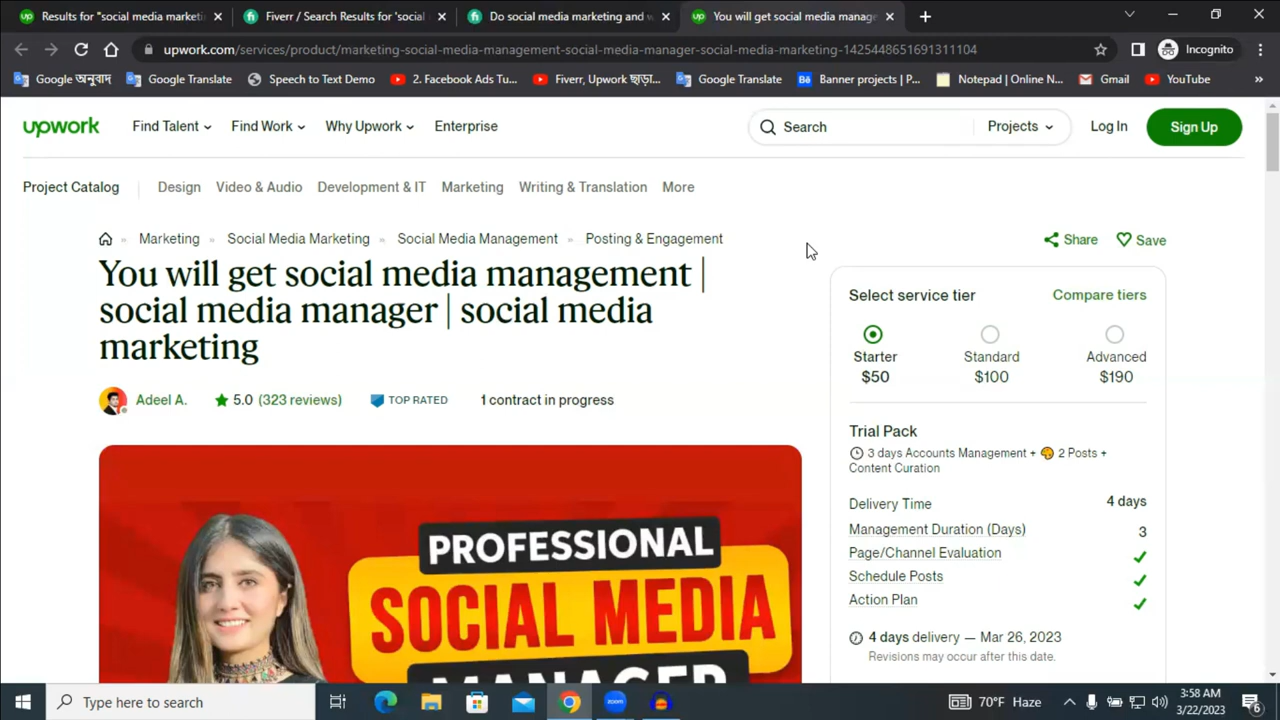 Results for "social media marketi
Fiverr / Search Results for 'social
Do social media marketing and
You will get social media manage
upwork.com/services/product/marketing-social-media-management-social-media-manager-social-media-marketing-1425448651691311104
Incognito
Google অনুবাদ
Google Translate
Speech to Text Demo
2. Facebook Ads Tu...
Fiverr, Upwork ছাড়া...
Google Translate
Banner projects | P...
Notepad | Online N...
Gmail
YouTube
»
upwork
Find Talent
Find Work
Why Upwork
Enterprise
Search
Projects
Log In
Sign Up
Project Catalog
Design
Video & Audio
Development & IT
Marketing
Writing & Translation
More
Marketing » Social Media Marketing » Social Media Management » Posting & Engagement
Share
Save
You will get social media management |
social media manager | social media
marketing
Adeel A.
5.0 (323 reviews)
TOP RATED
1 contract in progress
PROFESSIONAL
SOCIAL MEDIA
MANAGER
Select service tier
Compare tiers
Starter
$50
Standard
$100
Advanced
$190
Trial Pack
3 days Accounts Management + 2 Posts +
Content Curation
Delivery Time 4 days
Management Duration (Days) 3
Page/Channel Evaluation
Schedule Posts
Action Plan
4 days delivery — Mar 26, 2023
Revisions may occur after this date.
Type here to search
zoom
70°F Haze
3:58 AM
3/22/2023
6